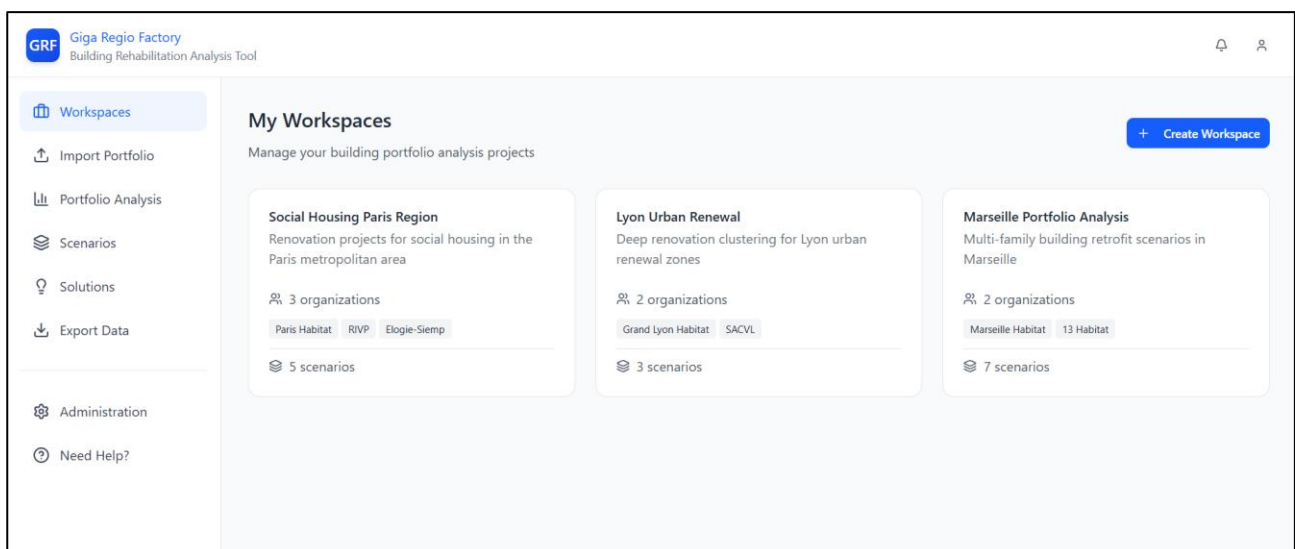 GRF
Giga Regio Factory
Building Rehabilitation Analysis Tool
Workspaces
Import Portfolio
Portfolio Analysis
Scenarios
Solutions
Export Data
Administration
Need Help?
My Workspaces
Manage your building portfolio analysis projects
+ Create Workspace
Social Housing Paris Region
Renovation projects for social housing in the
Paris metropolitan area
3 organizations
Paris Habitat RIVP Elogie-Siemp
5 scenarios
Lyon Urban Renewal
Deep renovation clustering for Lyon urban
renewal zones
2 organizations
Grand Lyon Habitat SACVL
3 scenarios
Marseille Portfolio Analysis
Multi-family building retrofit scenarios in
Marseille
2 organizations
Marseille Habitat 13 Habitat
7 scenarios